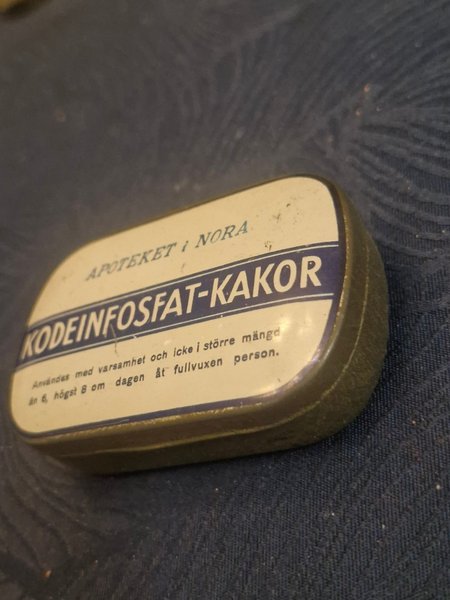 APOTEKET i NORA
KODEINFOSFAT-KAKOR
Användes med varsamhet och icke i större mängd
än 6, högst 8 om dagen åt fullvuxen person.